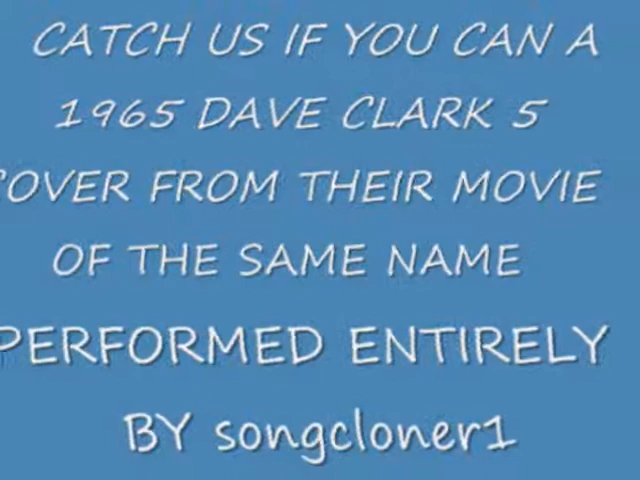 CATCH US IF YOU CAN A
1965 DAVE CLARK 5
COVER FROM THEIR MOVIE
OF THE SAME NAME
PERFORMED ENTIRELY
BY songcloner1